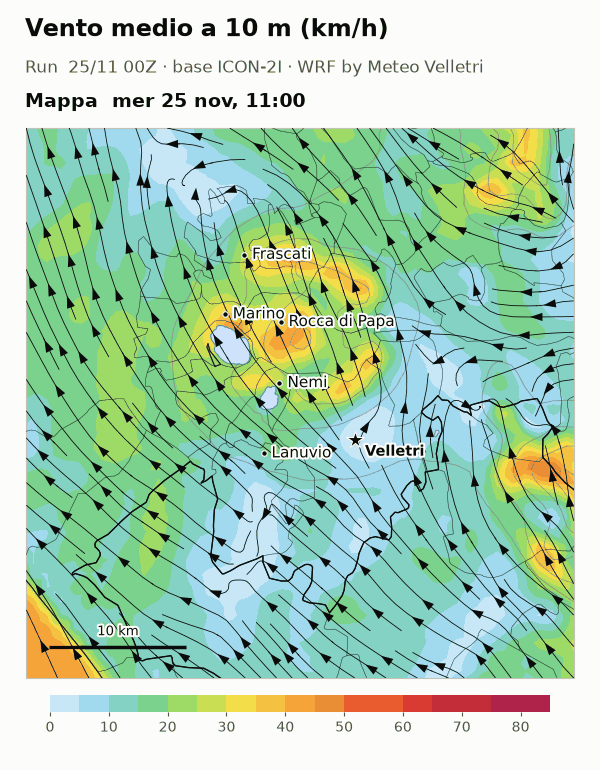 Vento medio a 10 m (km/h)
Run  25/11 00Z · base ICON-2I · WRF by Meteo Velletri
Mappa  mer 25 nov, 11:00
Frascati
Marino
Rocca di Papa
Nemi
Velletri
Lanuvio
10 km
0 10 20 30 40 50 60 70 80